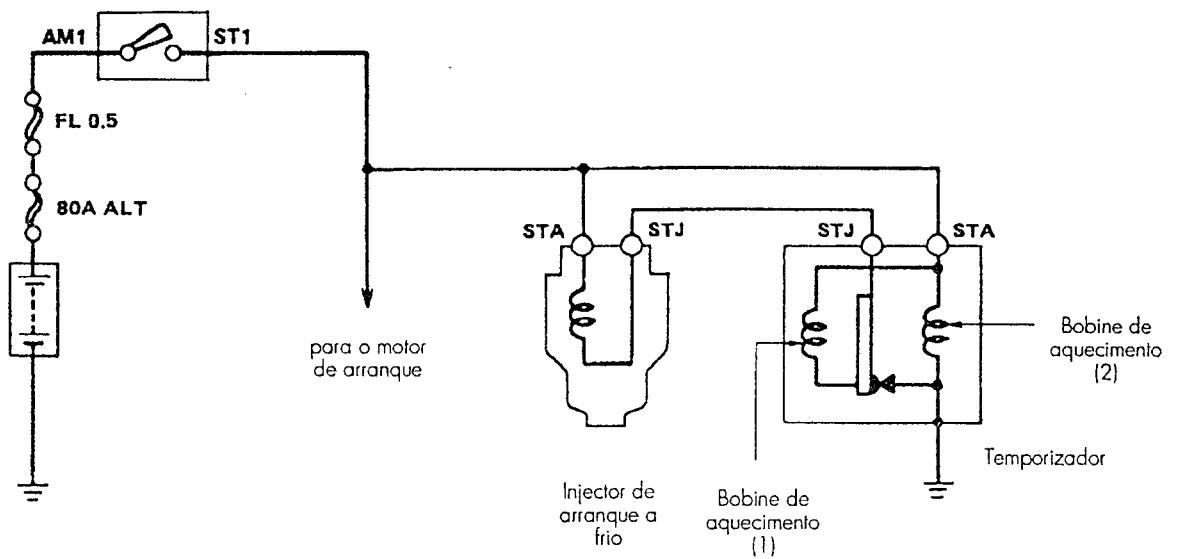 AM1
ST1
FL 0.5
80A ALT
STA
STJ
STJ
STA
para o motor
de arranque
Bobine de
aquecimento
(2)
Temporizador
Injector de
arranque a
frio
Bobine de
aquecimento
(1)